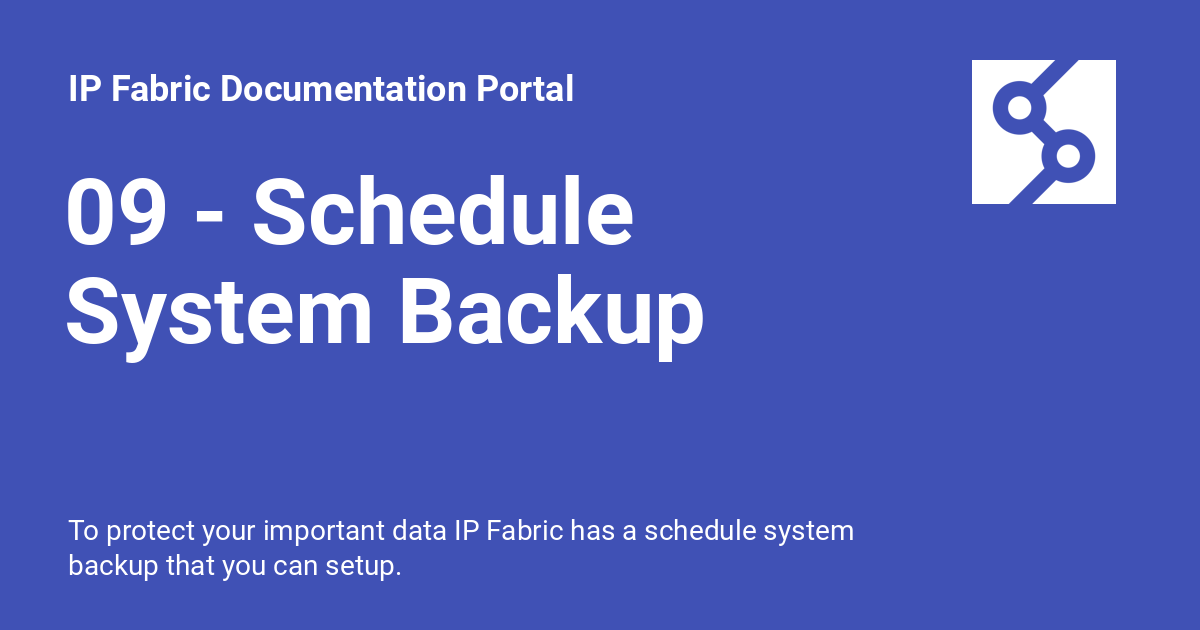 IP Fabric Documentation Portal
09 - Schedule
System Backup
To protect your important data IP Fabric has a schedule system
backup that you can setup.